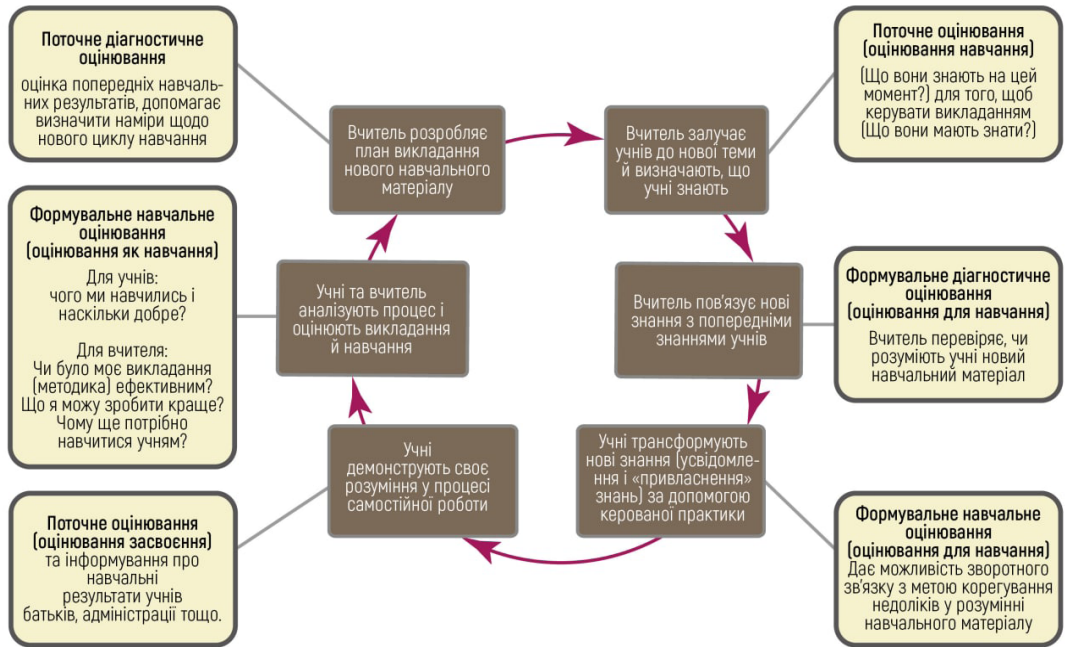 Поточне діагностичне
оцінювання
оцінка попередніх навчаль-
них результатів, допомагає
визначити наміри щодо
нового циклу навчання
Вчитель розробляє
план викладання
нового навчального
матеріалу
Вчитель залучає
учнів до нової теми
й визначають, що
учні знають
Поточне оцінювання
(оцінювання навчання)
(Що вони знають на цей
момент?) для того, щоб
керувати викладанням
(Що вони мають знати?)
Формувальне навчальне
оцінювання
(оцінювання як навчання)
Для учнів:
чого ми навчились і
наскільки добре?
Для вчителя:
Чи було моє викладання
(методика) ефективним?
Що я можу зробити краще?
Чому ще потрібно
навчитися учням?
Учні та вчитель
аналізують процес і
оцінюють викладання
й навчання
Вчитель пов’язує нові
знання з попередніми
знаннями учнів
Формувальне діагностичне
оцінювання
(оцінювання для навчання)
Вчитель перевіряє, чи
розуміють учні новий
навчальний матеріал
Поточне оцінювання
(оцінювання засвоєння)
та інформування про
навчальні
результати учнів
батьків, адміністрації тощо.
Учні
демонструють своє
розуміння у процесі
самостійної роботи
Учні трансформують
нові знання (усвідомле-
ння і «привласнення»
знань) за допомогою
керованої практики
Формувальне навчальне
оцінювання
(оцінювання для навчання)
Дає можливість зворотного
зв’язку з метою корегування
недоліків у розумінні
навчального матеріалу